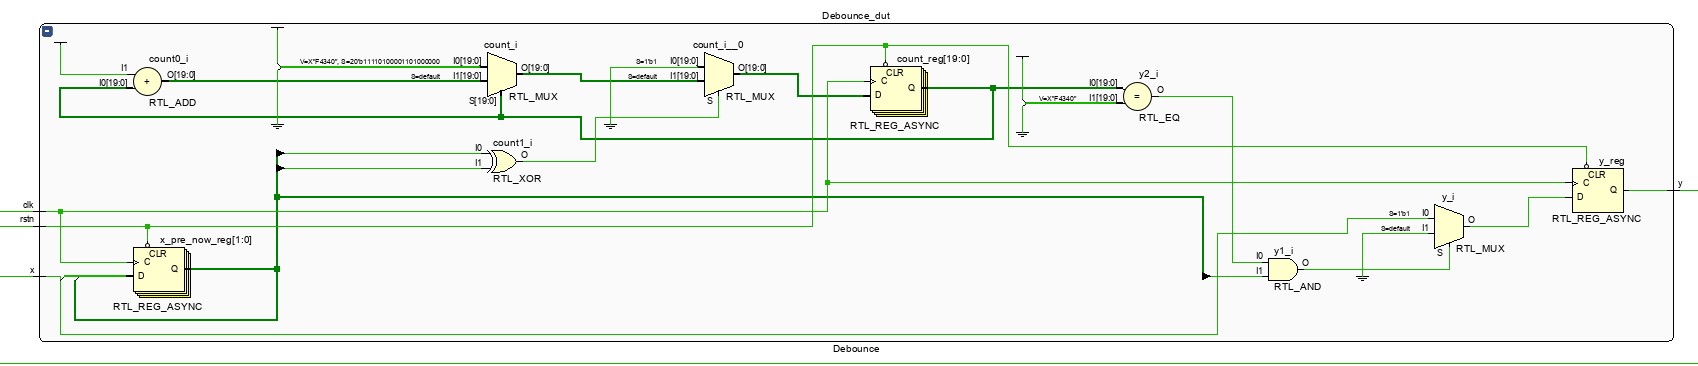 Debounce_dut
count0_i
I1
I0[19:0]
+
O[19:0]
RTL_ADD
V=X"F4340", S=20'b11110100001101000000
S=default
count_i
I0[19:0]
I1[19:0]
S[19:0]
O[19:0]
RTL_MUX
S=1'b1
S=default
count_i__0
I0[19:0]
I1[19:0]
S
O[19:0]
RTL_MUX
count_reg[19:0]
CLR
C
D
Q
RTL_REG_ASYNC
y2_i
I0[19:0]
V=X"F4340"
I1[19:0]
=
O
RTL_EQ
count1_i
I0
I1
O
RTL_XOR
y_reg
CLR
C
D
Q
RTL_REG_ASYNC
y
clk
rstn
x
x_pre_now_reg[1:0]
CLR
C
D
Q
RTL_REG_ASYNC
y_i
S=1'b1
I0
S=default
I1
S
O
RTL_MUX
y1_i
I0
I1
O
RTL_AND
Debounce